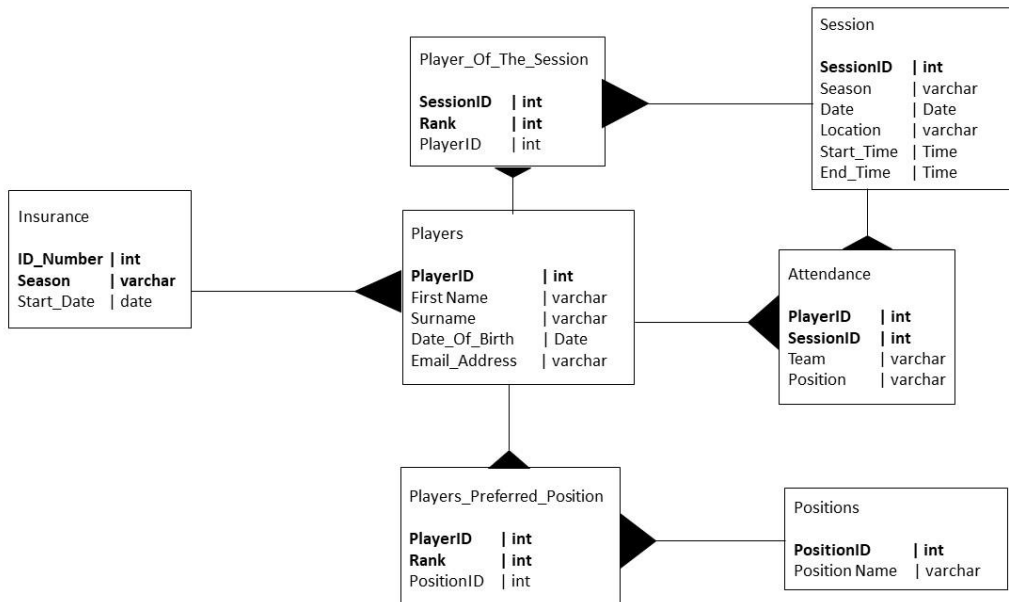 Player_Of_The_Session
SessionID | int
Rank | int
PlayerID | int
Session
SessionID | int
Season | varchar
Date | Date
Location | varchar
Start_Time | Time
End_Time | Time
Insurance
ID_Number | int
Season | varchar
Start_Date | date
Players
PlayerID | int
First Name | varchar
Surname | varchar
Date_Of_Birth | Date
Email_Address | varchar
Attendance
PlayerID | int
SessionID | int
Team | varchar
Position | varchar
Players_Preferred_Position
PlayerID | int
Rank | int
PositionID | int
Positions
PositionID | int
Position Name | varchar